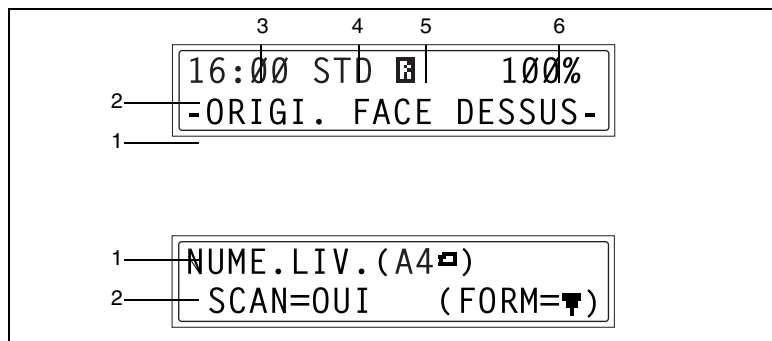 3 4 5 6
16:00 STD R 100%
2
-ORIGI. FACE DESSUS-
1
1
NUME.LIV.(A4)
2
SCAN=OUI (FORM=▼)